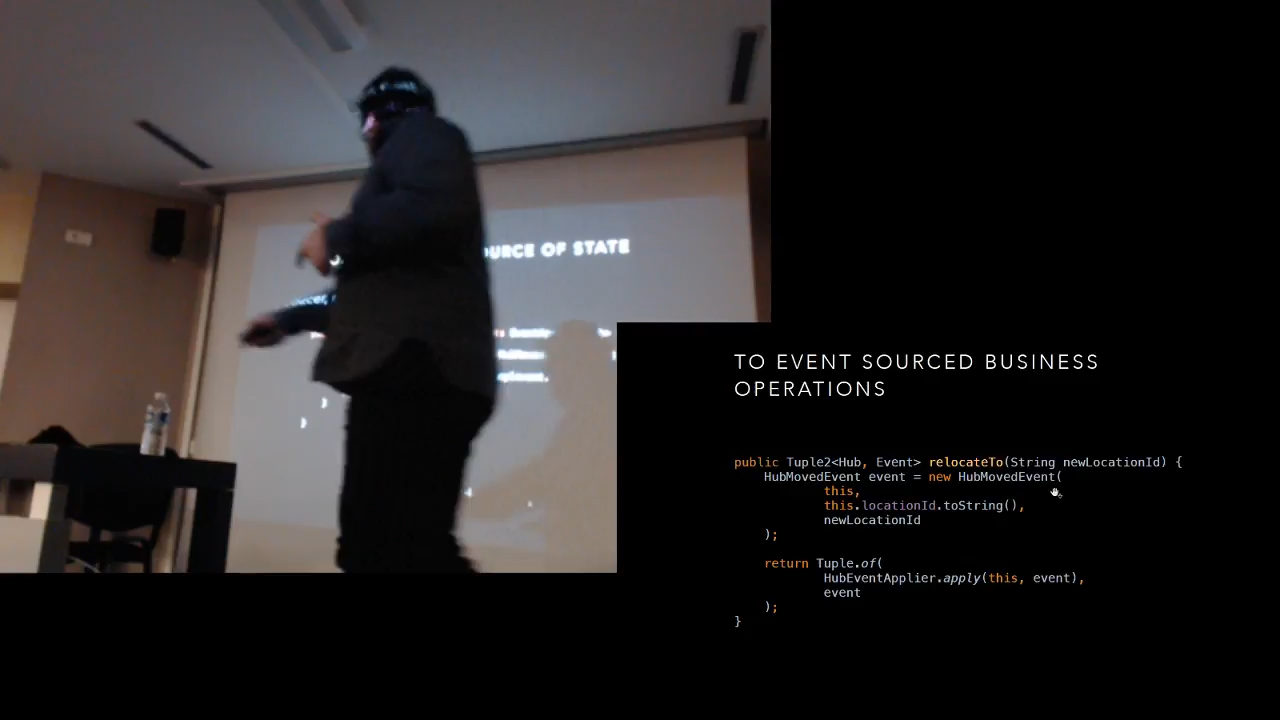 OF STATE
TO EVENT SOURCED BUSINESS
OPERATIONS
public Tuple2<Hub, Event> relocateTo(String newLocationId) {
HubMovedEvent event = new HubMovedEvent(
this,
this.locationId.toString(),
newLocationId
);
return Tuple.of(
HubEventApplier.apply(this, event),
event
);
}